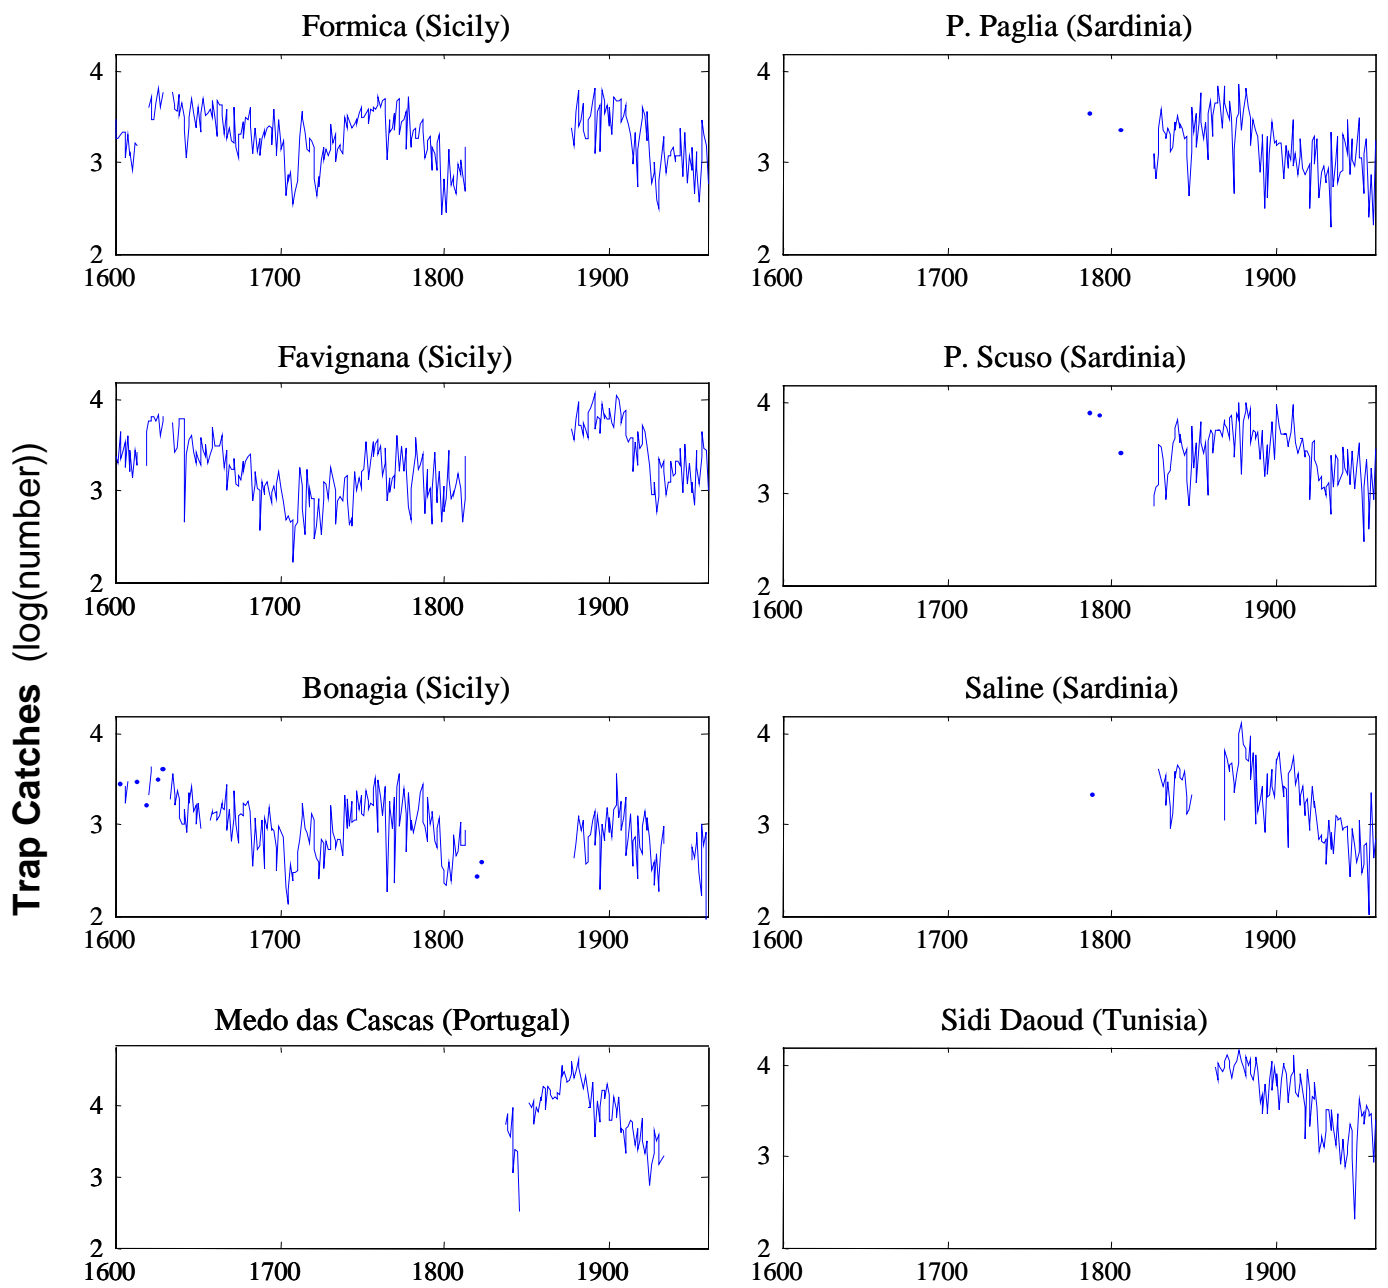 Trap Catches (log(number))
Formica (Sicily)
4
3
2
1600 1700 1800 1900
P. Paglia (Sardinia)
4
3
2
1600 1700 1800 1900
Favignana (Sicily)
4
3
2
1600 1700 1800 1900
P. Scuso (Sardinia)
4
3
2
1600 1700 1800 1900
Bonagia (Sicily)
4
3
2
1600 1700 1800 1900
Saline (Sardinia)
4
3
2
1600 1700 1800 1900
Medo das Cascas (Portugal)
4
3
2
1600 1700 1800 1900
Sidi Daoud (Tunisia)
4
3
2
1600 1700 1800 1900